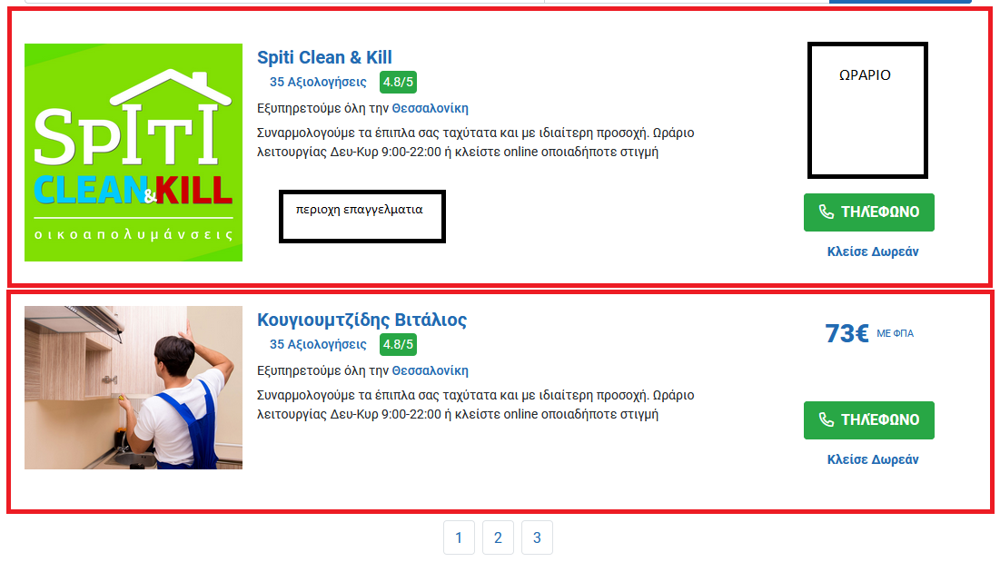 Spiti Clean & Kill
35 Αξιολογήσεις 4.8/5
Εξυπηρετούμε όλη την Θεσσαλονίκη
Συναρμολογούμε τα έπιπλα σας ταχύτατα και με ιδιαίτερη προσοχή. Ωράριο
λειτουργίας Δευ-Κυρ 9:00-22:00 ή κλείστε online οποιαδήποτε στιγμή
SPITI
CLEAN & KILL
οικοαπολυμάνσεις
περιοχη επαγγελματια
ΩΡΑΡΙΟ
ΤΗΛΈΦΩΝΟ
Κλείσε Δωρεάν
Κουγιουμτζίδης Βιτάλιος
35 Αξιολογήσεις 4.8/5
Εξυπηρετούμε όλη την Θεσσαλονίκη
Συναρμολογούμε τα έπιπλα σας ταχύτατα και με ιδιαίτερη προσοχή. Ωράριο
λειτουργίας Δευ-Κυρ 9:00-22:00 ή κλείστε online οποιαδήποτε στιγμή
73€ ΜΕ ΦΠΑ
ΤΗΛΈΦΩΝΟ
Κλείσε Δωρεάν
1 2 3